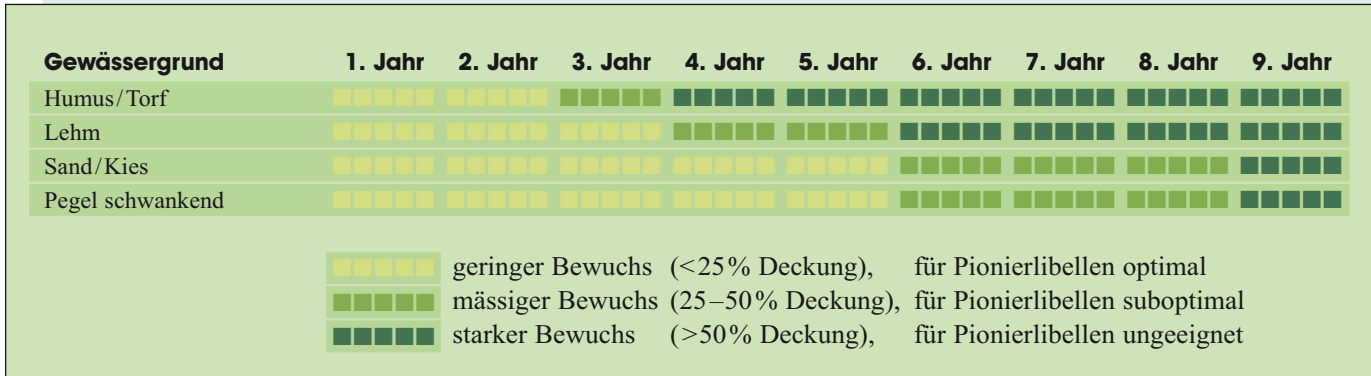 Gewässergrund 1. Jahr 2. Jahr 3. Jahr 4. Jahr 5. Jahr 6. Jahr 7. Jahr 8. Jahr 9. Jahr
Humus/Torf
Lehm
Sand/Kies
Pegel schwankend
geringer Bewuchs (<25% Deckung), für Pionierlibellen optimal
mässiger Bewuchs (25–50% Deckung), für Pionierlibellen suboptimal
starker Bewuchs (>50% Deckung), für Pionierlibellen ungeeignet